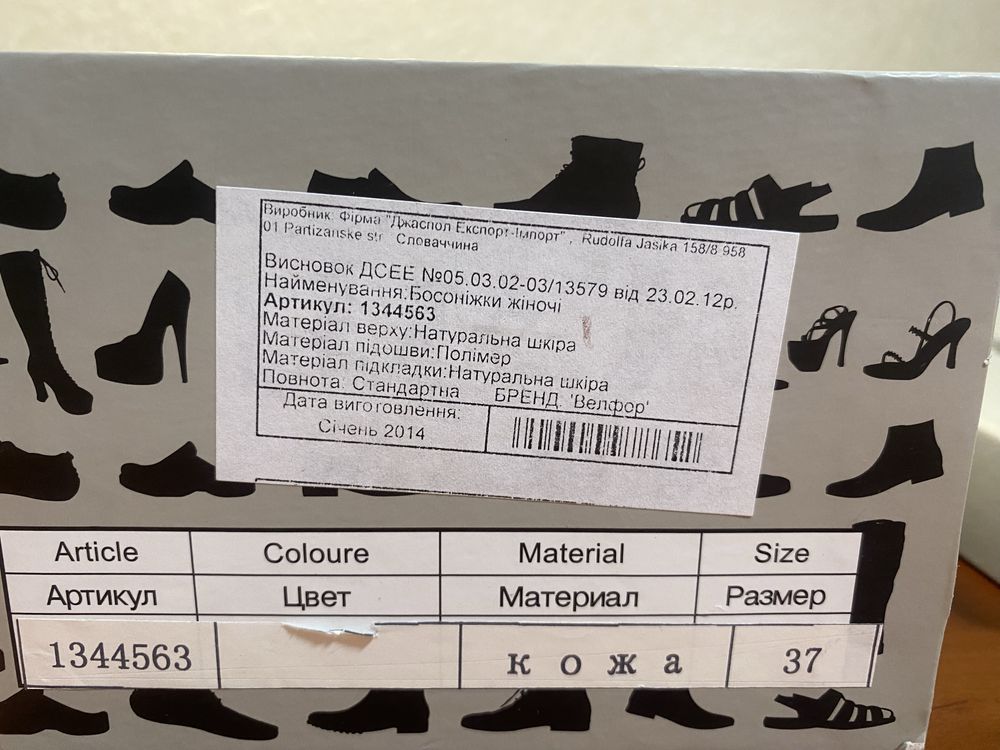 Виробник: Фірма "Джаспол Експорт-Імпорт" , Rudolfa Jasika 158/8 958
01 Partizanske str Словаччина
Висновок ДСЕЕ №05.03.02-03/13579 від 23.02.12р.
Найменування:Босоніжки жіночі
Артикул: 1344563
Матеріал верху:Натуральна шкіра
Матеріал підошви:Полімер
Матеріал підкладки:Натуральна шкіра
Повнота: Стандартна БРЕНД 'Велфор'
Дата виготовлення:
Січень 2014
Article Coloure Material Size
Артикул Цвет Материал Размер
1344563 кожа 37